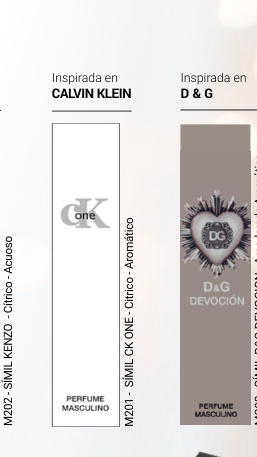 Inspirada en
CALVIN KLEIN
Inspirada en
D & G
M202 - SÍMIL KENZO - Cítrico - Acuoso
cK
one
PERFUME
MASCULINO
M201 - SÍMIL CK ONE - Cítrico - Aromático
DG
D&G
DEVOCIÓN
PERFUME
MASCULINO